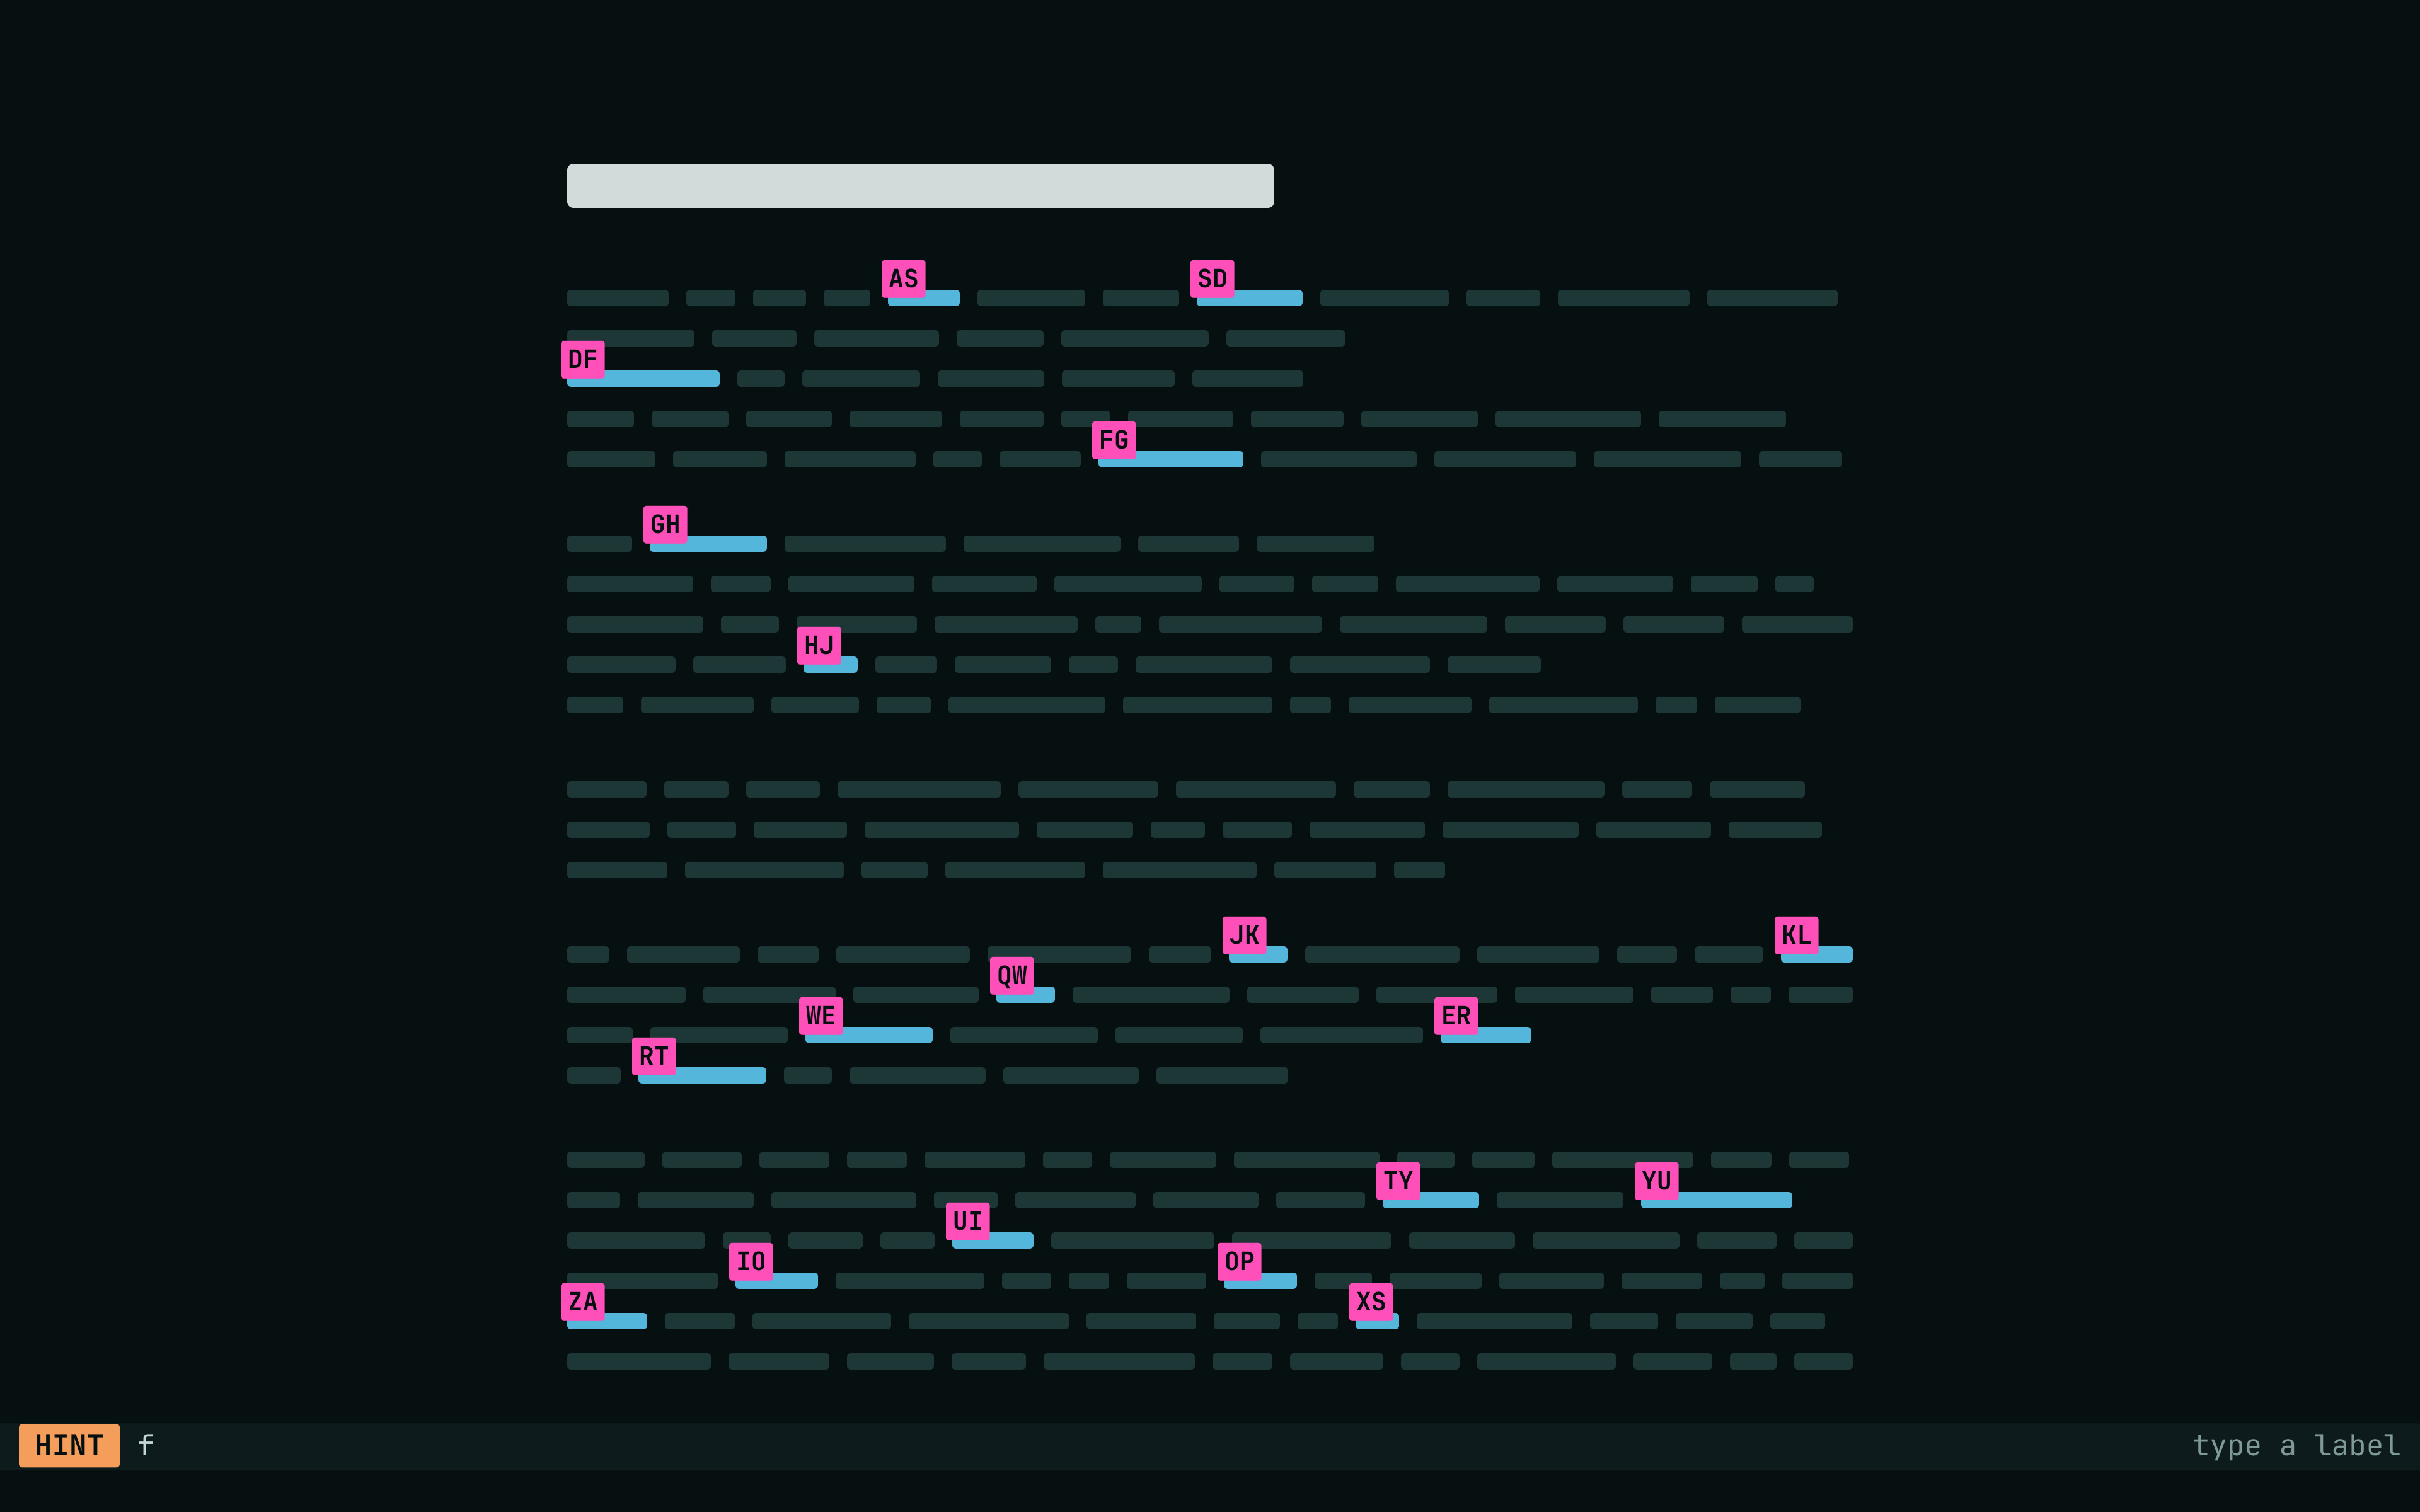 AS SD
DF
FG
GH
HJ
JK KL
QW
WE ER
RT
TY YU
UI
IO OP
ZA XS
HINT f type a label